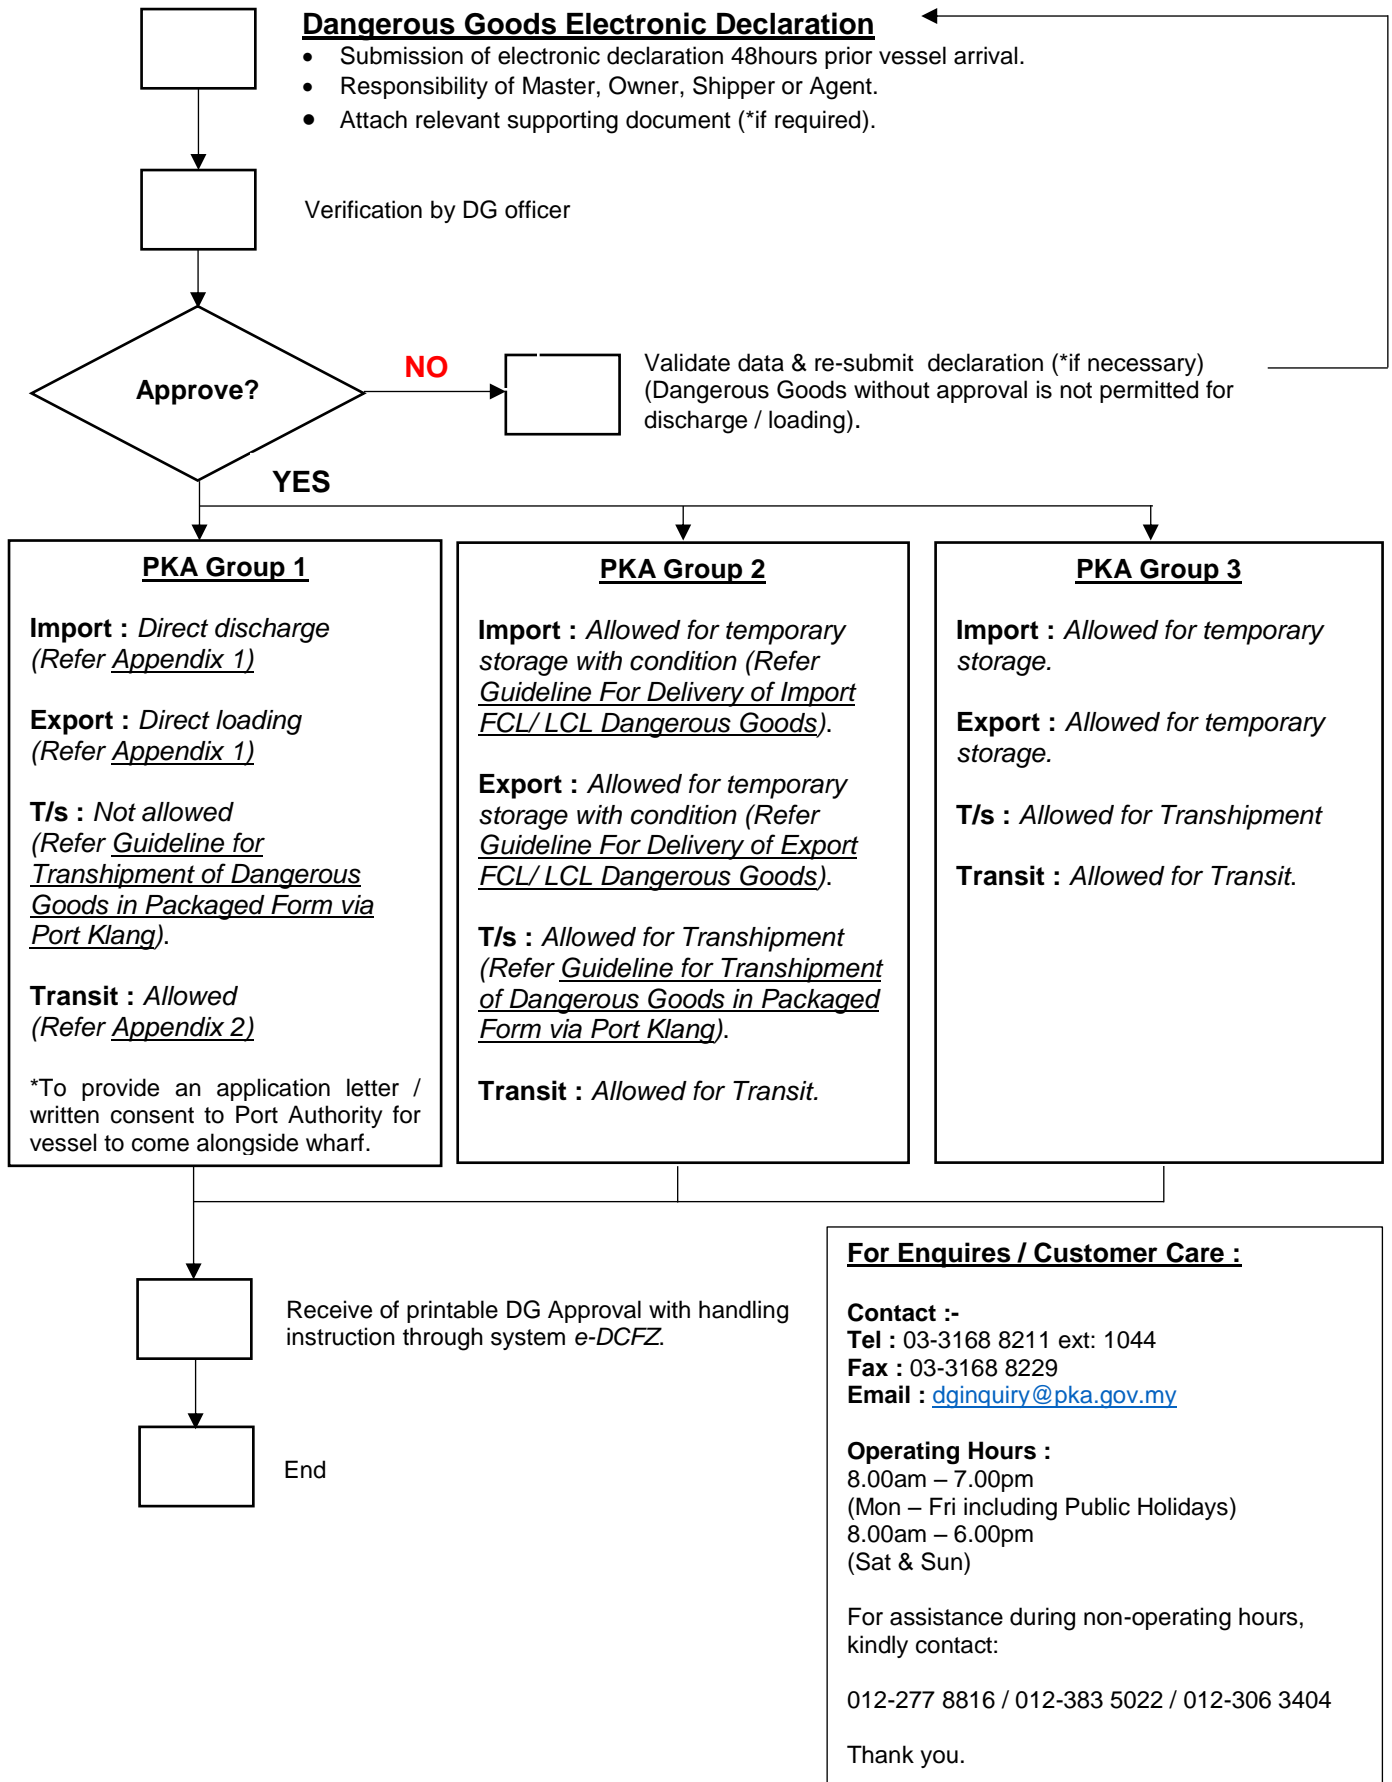 Dangerous Goods Electronic Declaration
• Submission of electronic declaration 48hours prior vessel arrival.
• Responsibility of Master, Owner, Shipper or Agent.
• Attach relevant supporting document (*if required).
Verification by DG officer
Approve?
NO
Validate data & re-submit declaration (*if necessary)
(Dangerous Goods without approval is not permitted for
discharge / loading).
YES
PKA Group 1
Import : Direct discharge
(Refer Appendix 1)
Export : Direct loading
(Refer Appendix 1)
T/s : Not allowed
(Refer Guideline for
Transhipment of Dangerous
Goods in Packaged Form via
Port Klang).
Transit : Allowed
(Refer Appendix 2)
*To provide an application letter /
written consent to Port Authority for
vessel to come alongside wharf.
PKA Group 2
Import : Allowed for temporary
storage with condition (Refer
Guideline For Delivery of Import
FCL/ LCL Dangerous Goods).
Export : Allowed for temporary
storage with condition (Refer
Guideline For Delivery of Export
FCL/ LCL Dangerous Goods).
T/s : Allowed for Transhipment
(Refer Guideline for Transhipment
of Dangerous Goods in Packaged
Form via Port Klang).
Transit : Allowed for Transit.
PKA Group 3
Import : Allowed for temporary
storage.
Export : Allowed for temporary
storage.
T/s : Allowed for Transhipment
Transit : Allowed for Transit.
Receive of printable DG Approval with handling
instruction through system e-DCFZ.
End
For Enquires / Customer Care :
Contact :-
Tel : 03-3168 8211 ext: 1044
Fax : 03-3168 8229
Email : dginquiry@pka.gov.my
Operating Hours :
8.00am – 7.00pm
(Mon – Fri including Public Holidays)
8.00am – 6.00pm
(Sat & Sun)
For assistance during non-operating hours,
kindly contact:
012-277 8816 / 012-383 5022 / 012-306 3404
Thank you.